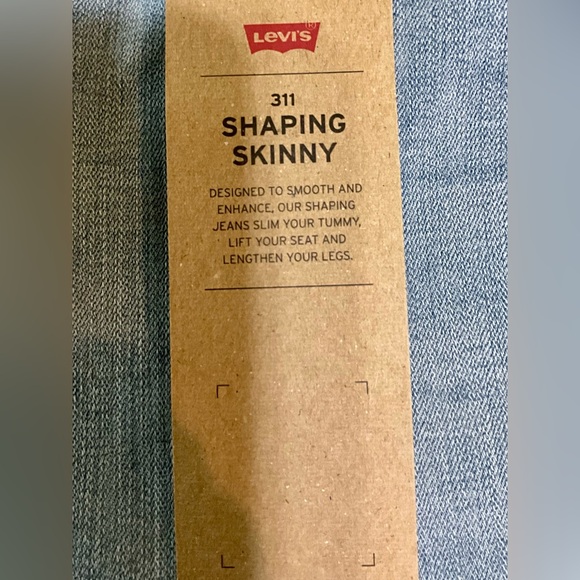 LEVI'S
311
SHAPING
SKINNY
DESIGNED TO SMOOTH AND
ENHANCE, OUR SHAPING
JEANS SLIM YOUR TUMMY,
LIFT YOUR SEAT AND
LENGTHEN YOUR LEGS.